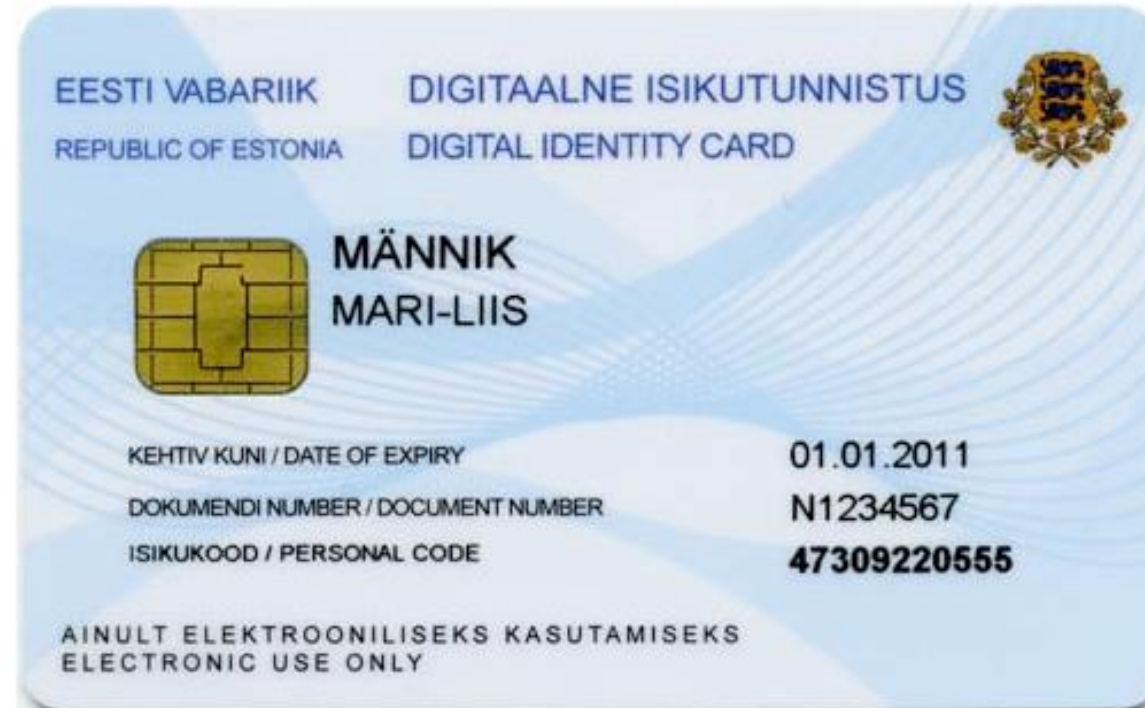 EESTI VABARIIK DIGITAALNE ISIKUTUNNISTUS
REPUBLIC OF ESTONIA DIGITAL IDENTITY CARD
MÄNNIK
MARI-LIIS
KEHTIV KUNI / DATE OF EXPIRY 01.01.2011
DOKUMENDI NUMBER / DOCUMENT NUMBER N1234567
ISIKUKOOD / PERSONAL CODE 47309220555
AINULT ELEKTROONILISEKS KASUTAMISEKS
ELECTRONIC USE ONLY